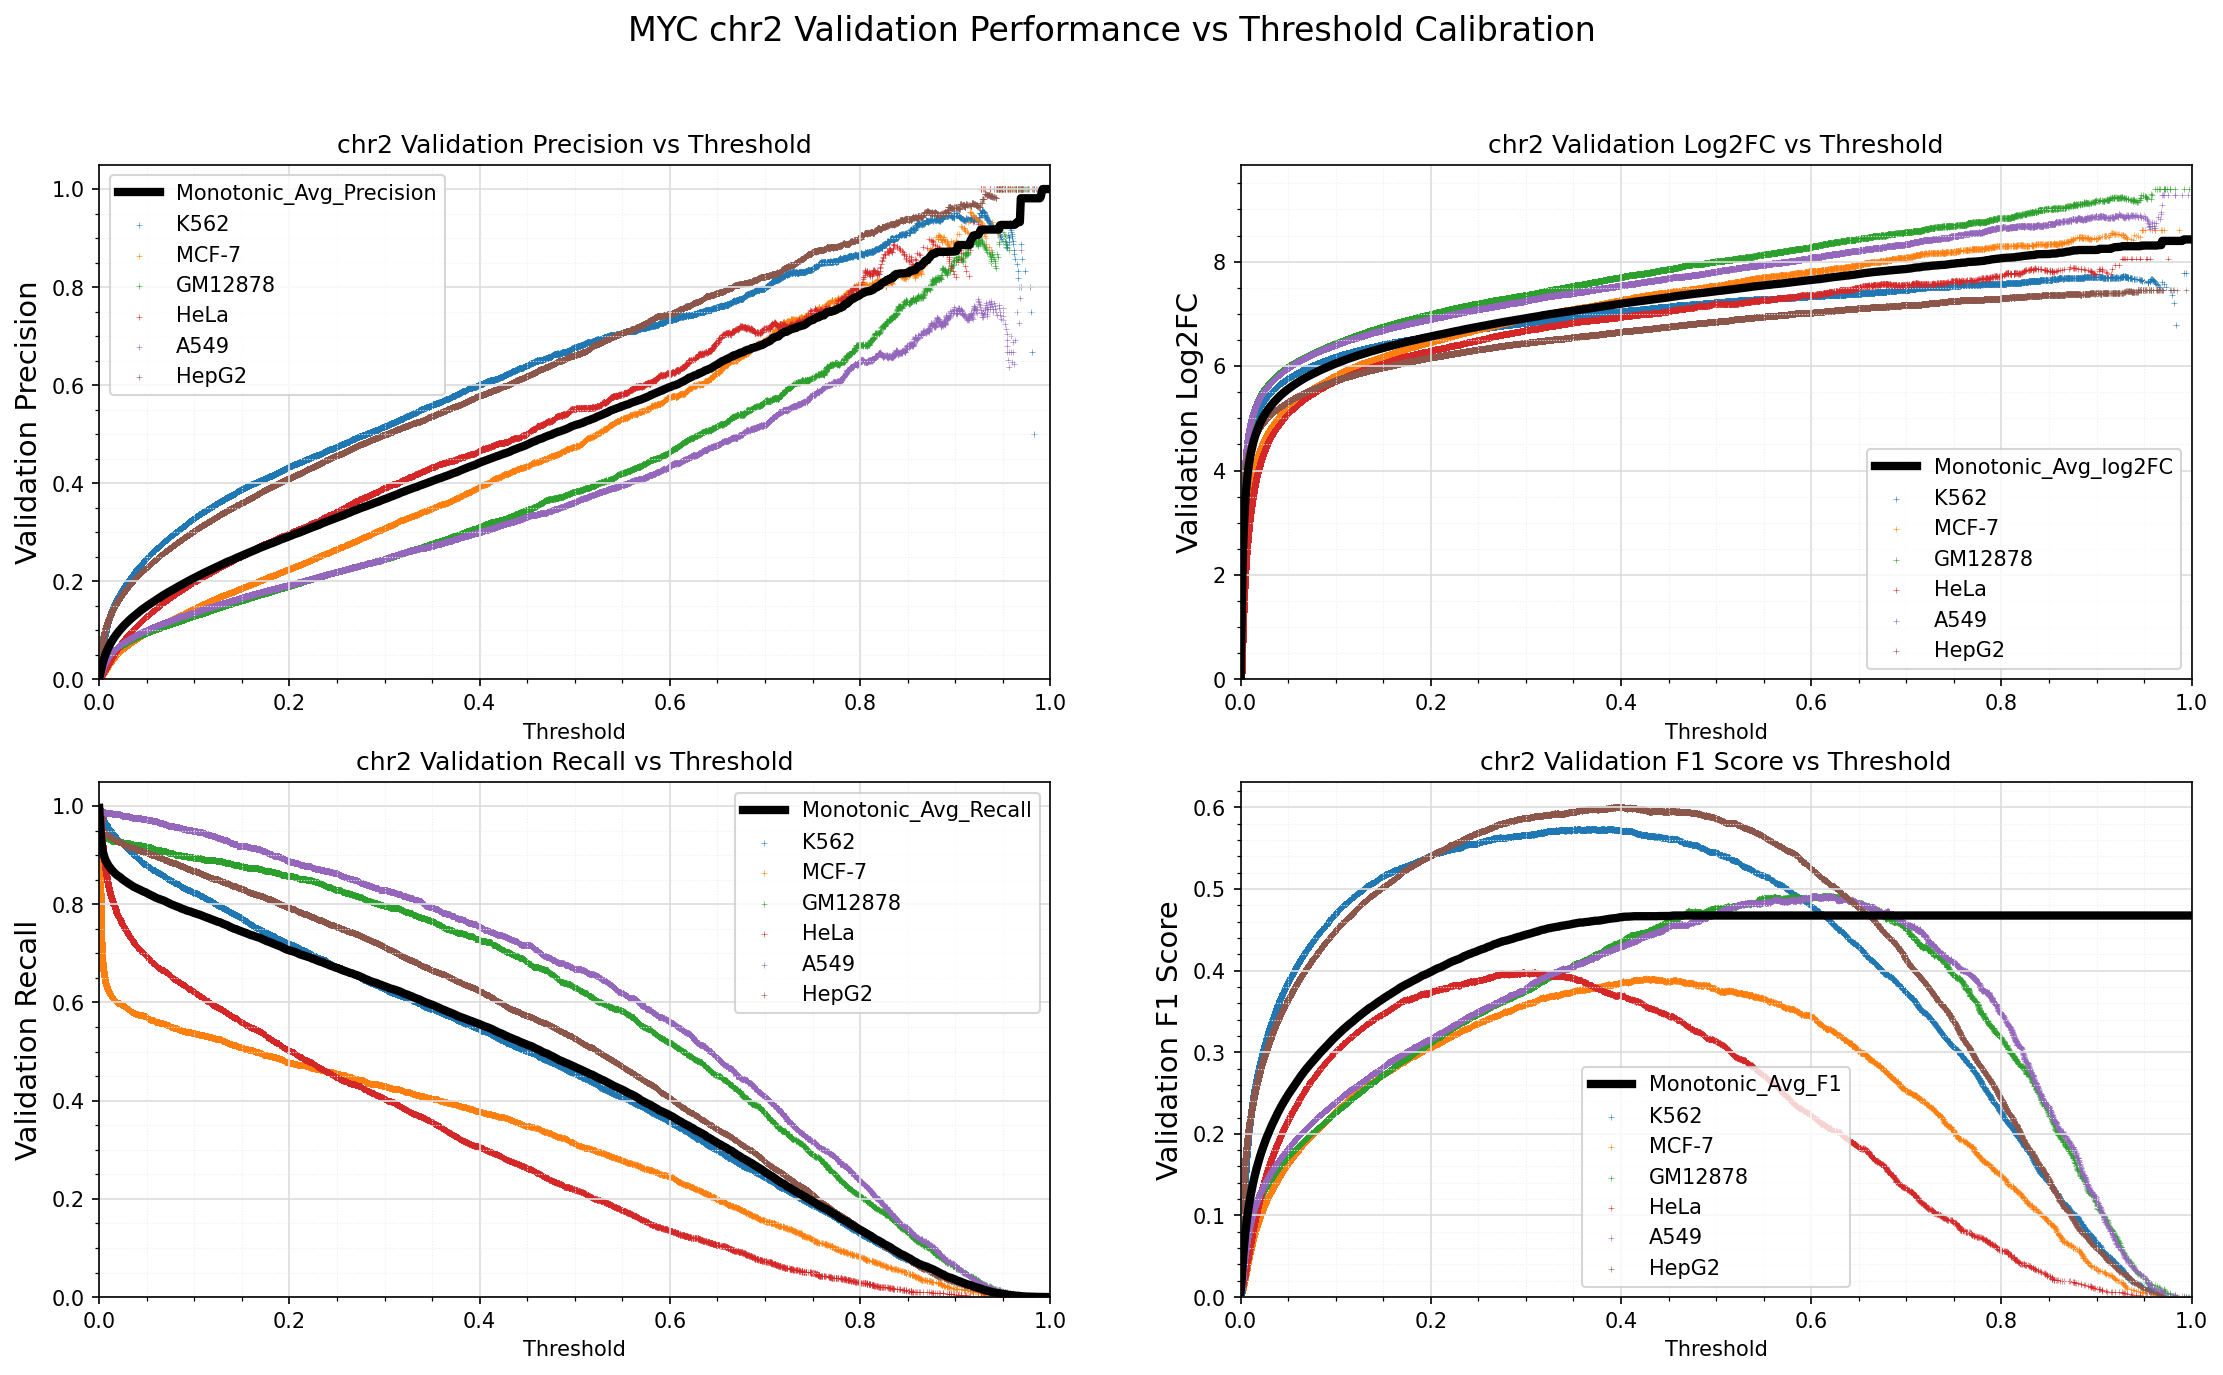 MYC chr2 Validation Performance vs Threshold Calibration
chr2 Validation Precision vs Threshold
Validation Precision
1.0
0.8
0.6
0.4
0.2
0.0
Monotonic_Avg_Precision
K562
MCF-7
GM12878
HeLa
A549
HepG2
0.0 0.2 0.4 0.6 0.8 1.0
Threshold
chr2 Validation Log2FC vs Threshold
Validation Log2FC
8
6
4
2
0
Monotonic_Avg_log2FC
K562
MCF-7
GM12878
HeLa
A549
HepG2
0.0 0.2 0.4 0.6 0.8 1.0
Threshold
chr2 Validation Recall vs Threshold
Validation Recall
1.0
0.8
0.6
0.4
0.2
0.0
Monotonic_Avg_Recall
K562
MCF-7
GM12878
HeLa
A549
HepG2
0.0 0.2 0.4 0.6 0.8 1.0
Threshold
chr2 Validation F1 Score vs Threshold
Validation F1 Score
0.6
0.5
0.4
0.3
0.2
0.1
0.0
Monotonic_Avg_F1
K562
MCF-7
GM12878
HeLa
A549
HepG2
0.0 0.2 0.4 0.6 0.8 1.0
Threshold